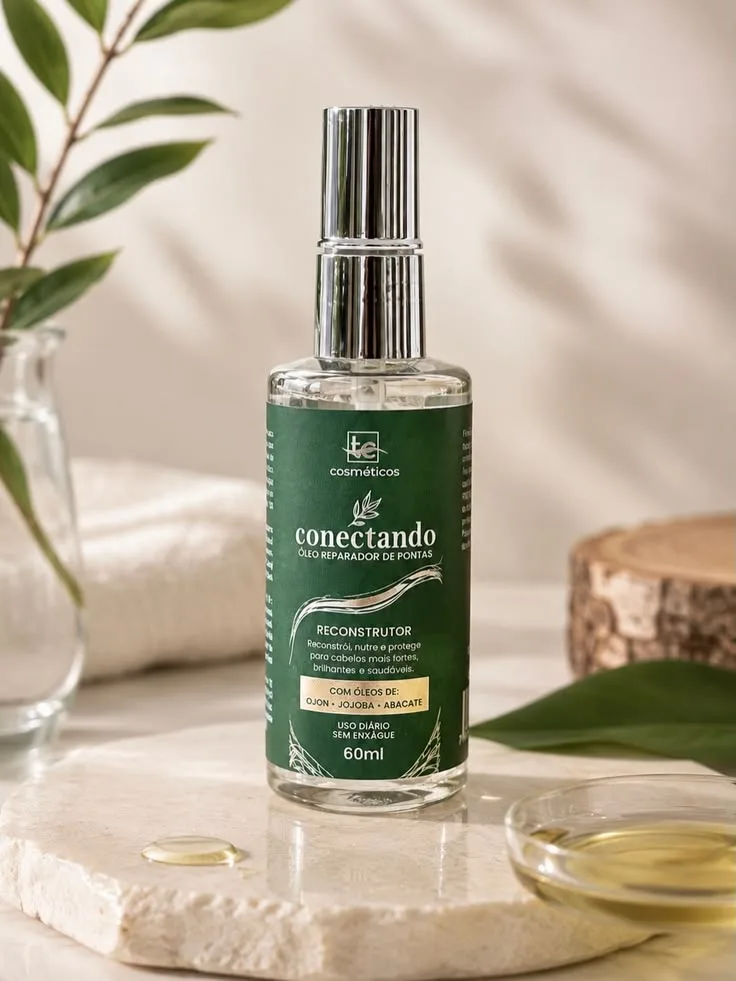 te
cosméticos
conectando
ÓLEO REPARADOR DE PONTAS
RECONSTRUTOR
Reconstrói, nutre e protege
para cabelos mais fortes,
brilhantes e saudáveis.
COM ÓLEOS DE:
OJON • JOJOBA • ABACATE
USO DIÁRIO
SEM ENXÁGUE
60ml